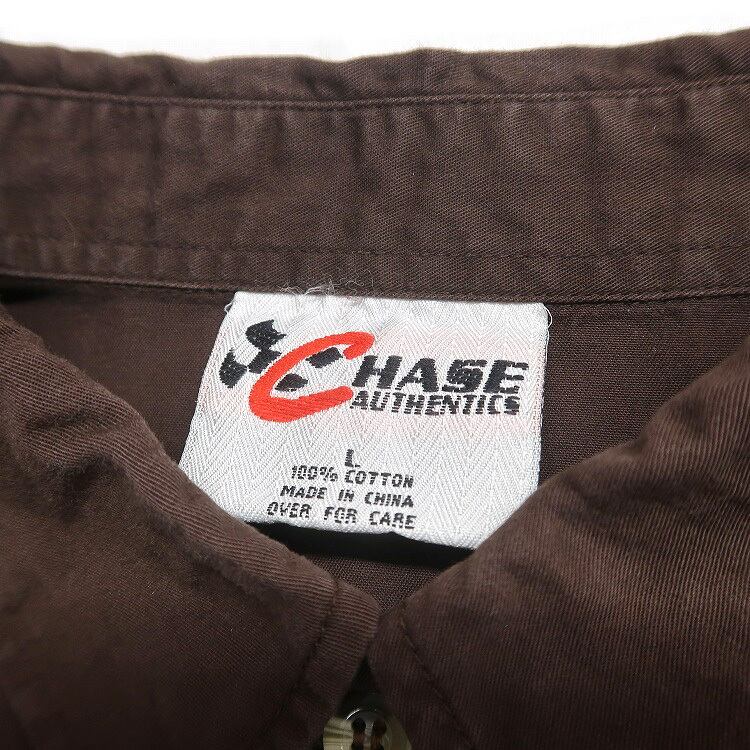 CHASE
AUTHENTICS
L
100% COTTON
MADE IN CHINA
OVER FOR CARE